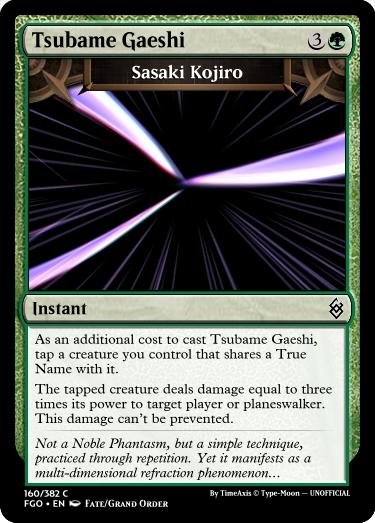 Tsubame Gaeshi 3
Sasaki Kojiro
Instant
As an additional cost to cast Tsubame Gaeshi,
tap a creature you control that shares a True
Name with it.
The tapped creature deals damage equal to three
times its power to target player or planeswalker.
This damage can't be prevented.
Not a Noble Phantasm, but a simple technique,
practiced through repetition. Yet it manifests as a
multi-dimensional refraction phenomenon...
160/382 C
FGO • EN Fate/Grand Order
By TimeAxis © Type-Moon — UNOFFICIAL